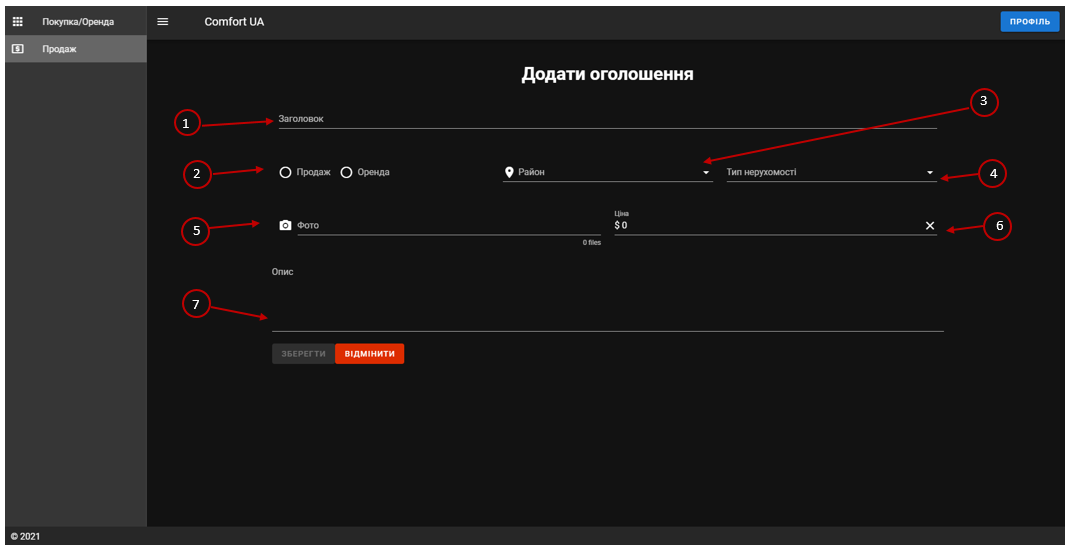 Покупка/Оренда
Comfort UA
ПРОФІЛЬ
Продаж
Додати оголошення
3
1
Заголовок
2
Продаж
Оренда
Район
Тип нерухомості
4
5
Фото
0 files
Ціна
$ 0
6
Опис
7
ЗБЕРЕГТИ
ВІДМІНИТИ
© 2021